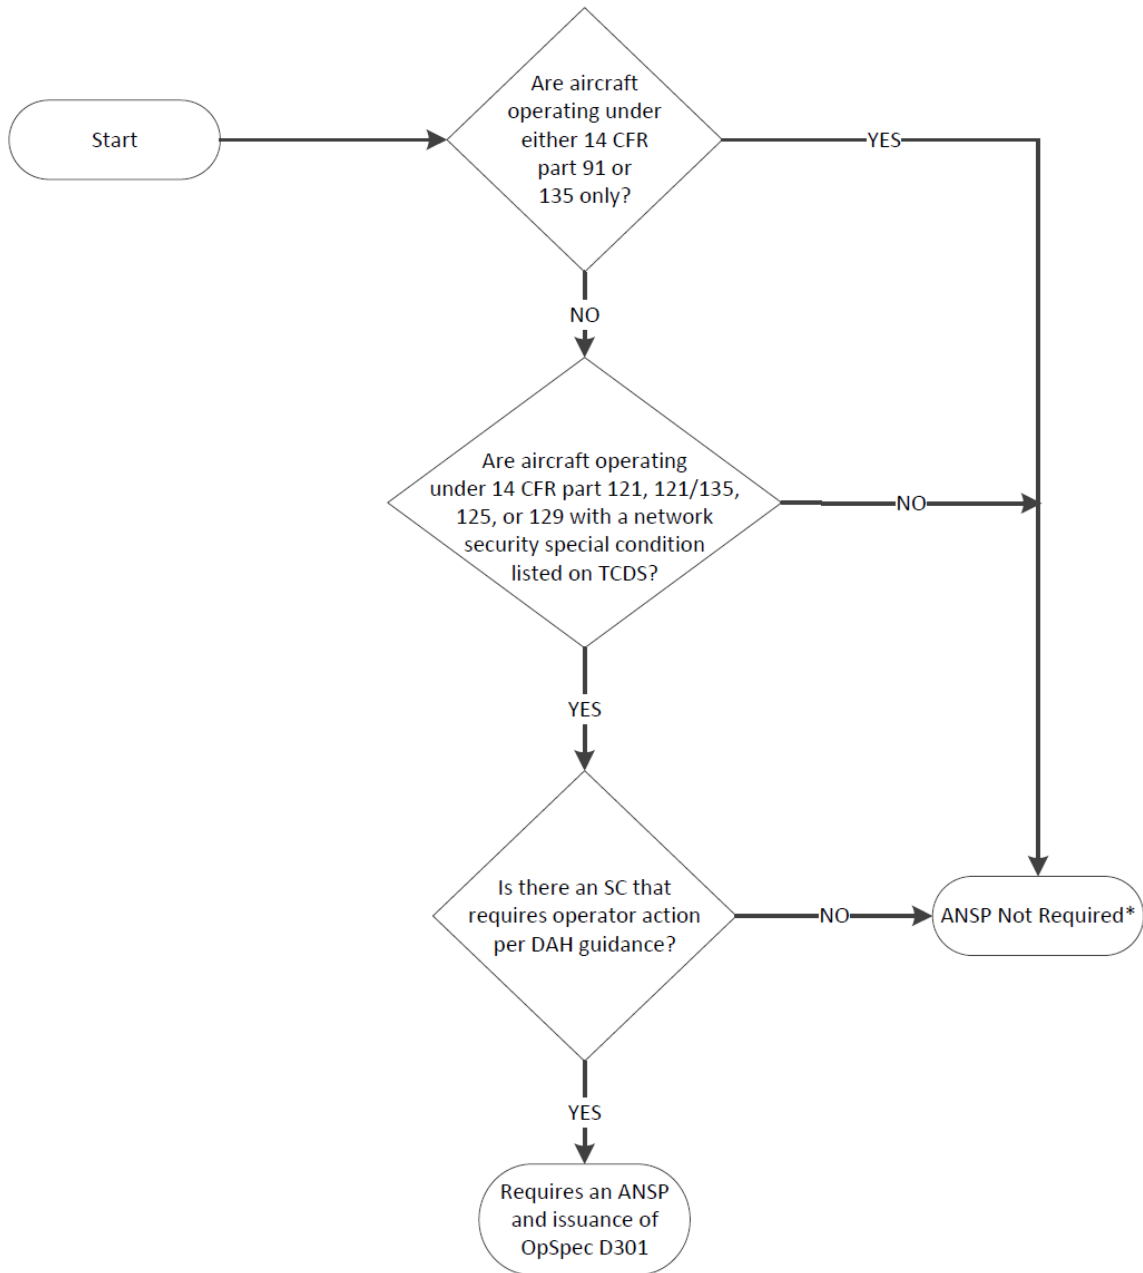 Start
Are aircraft
operating under
either 14 CFR
part 91 or
135 only?
YES
NO
Are aircraft operating
under 14 CFR part 121, 121/135,
125, or 129 with a network
security special condition
listed on TCDS?
NO
YES
Is there an SC that
requires operator action
per DAH guidance?
NO
ANSP Not Required*
YES
Requires an ANSP
and issuance of
OpSpec D301